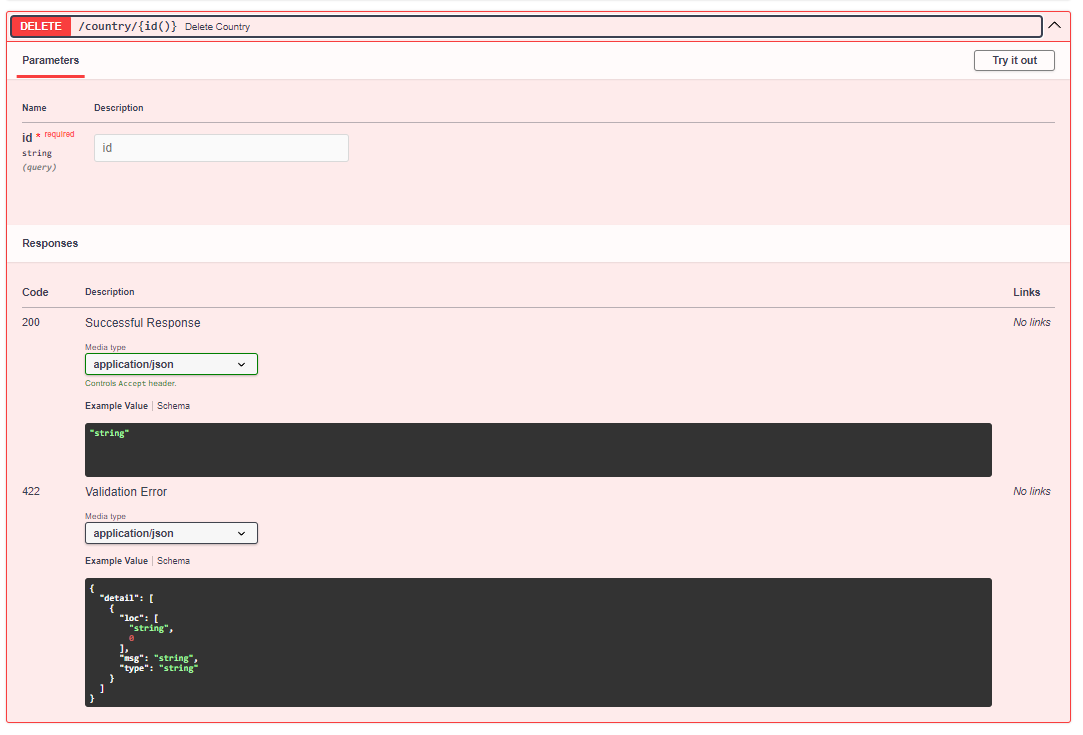 DELETE /country/{id()} Delete Country
Parameters
Try it out
Name Description
id * required
string
(query)
id
Responses
Code Description Links
200 Successful Response No links
Media type
application/json
Controls Accept header.
Example Value | Schema
"string"
422 Validation Error No links
Media type
application/json
Example Value | Schema
{
  "detail": [
    {
      "loc": [
        "string",
        0
      ],
      "msg": "string",
      "type": "string"
    }
  ]
}